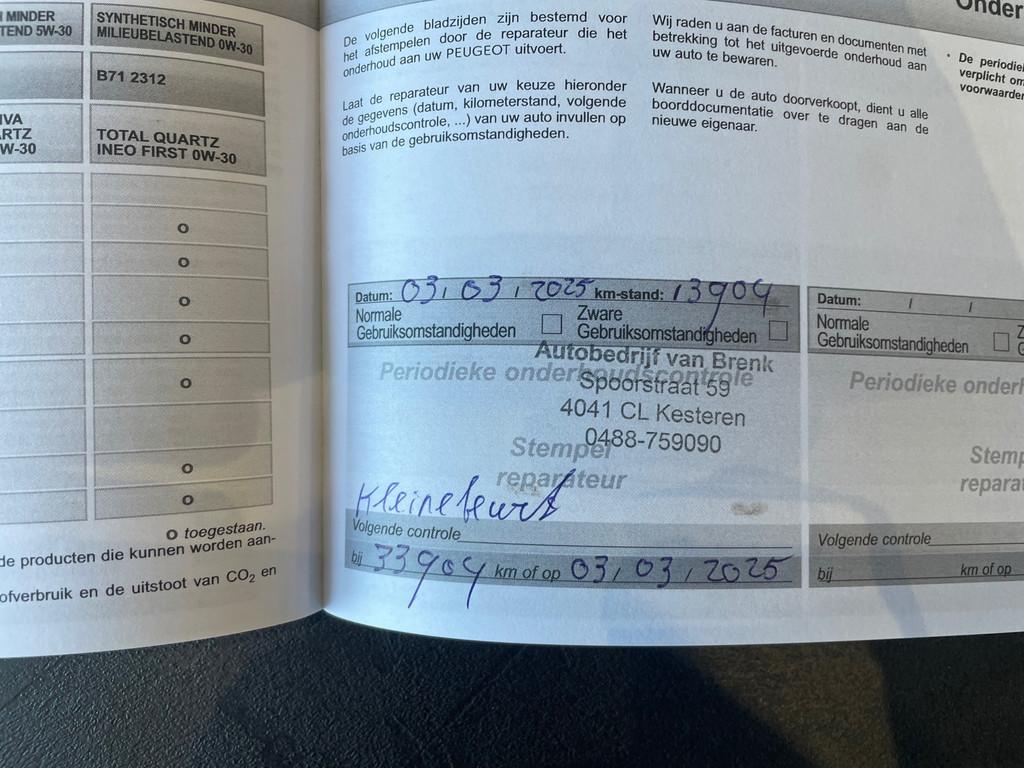 MINDER
TEND 5W-30
SYNTHETISCH MINDER
MILIEUBELASTEND 0W-30
B71 2312
IVA
RTZ
W-30
TOTAL QUARTZ
INEO FIRST 0W-30
o
o
o
o
o
o
o
o toegestaan.
de producten die kunnen worden aan-
ofverbruik en de uitstoot van CO2 en
De volgende bladzijden zijn bestemd voor
het afstempelen door de reparateur die het
onderhoud aan uw PEUGEOT uitvoert.
Laat de reparateur van uw keuze hieronder
de gegevens (datum, kilometerstand, volgende
onderhoudscontrole, ...) van uw auto invullen op
basis van de gebruiksomstandigheden.
Wij raden u aan de facturen en documenten met
betrekking tot het uitgevoerde onderhoud aan
uw auto te bewaren.
Wanneer u de auto doorverkoopt, dient u alle
boorddocumentatie over te dragen aan de
nieuwe eigenaar.
Onder
• De periodie
verplicht om
voorwaarden
Datum: 03 / 03 / 2025 km-stand: 13904
Normale
Gebruiksomstandigheden
Zware
Gebruiksomstandigheden
Autobedrijf van Brenk
Periodieke onderhoudscontrole
Spoorstraat 59
4041 CL Kesteren
0488-759090
Stempel
reparateur
Kleine beurt
Volgende controle
bij 33904 km of op 03 / 03 / 2025
Datum: / /
Normale
Gebruiksomstandigheden
Periodieke onderh
Stemp
reparat
Volgende controle
bij km of op